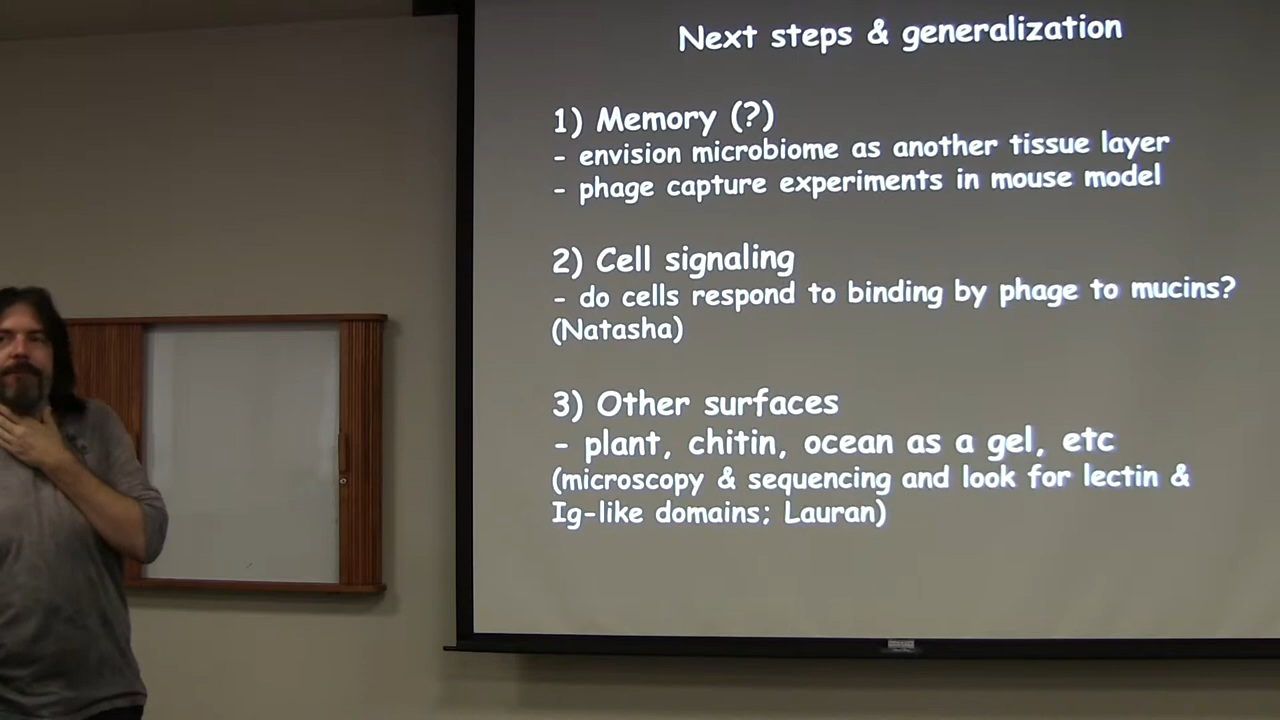 Next steps & generalization
1) Memory (?)
- envision microbiome as another tissue layer
- phage capture experiments in mouse model
2) Cell signaling
- do cells respond to binding by phage to mucins?
(Natasha)
3) Other surfaces
- plant, chitin, ocean as a gel, etc
(microscopy & sequencing and look for lectin &
Ig-like domains; Lauran)